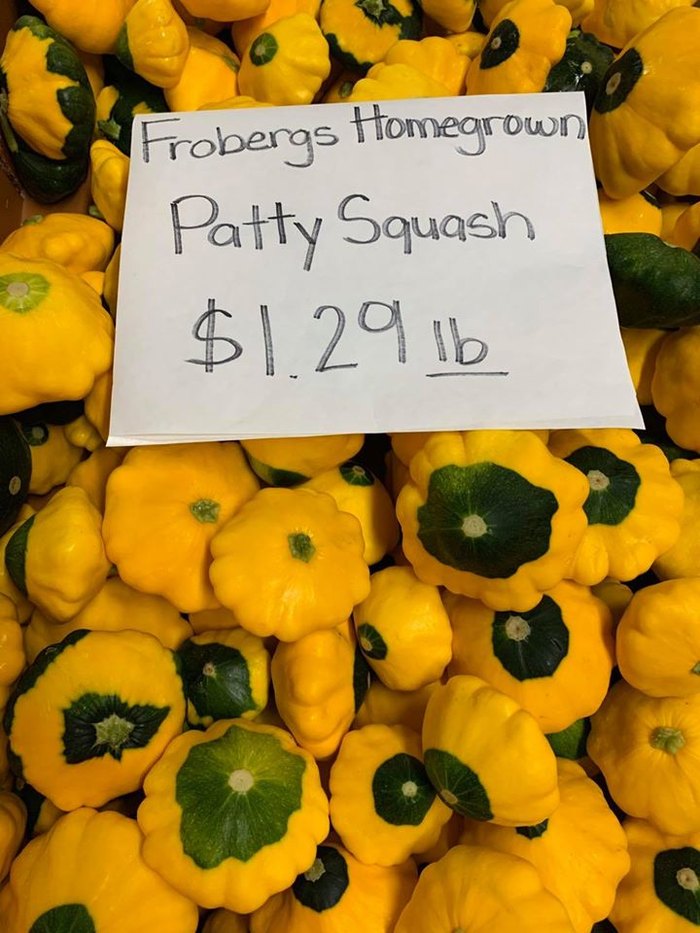 Frobergs Homegrown
Patty Squash
$1.29 lb